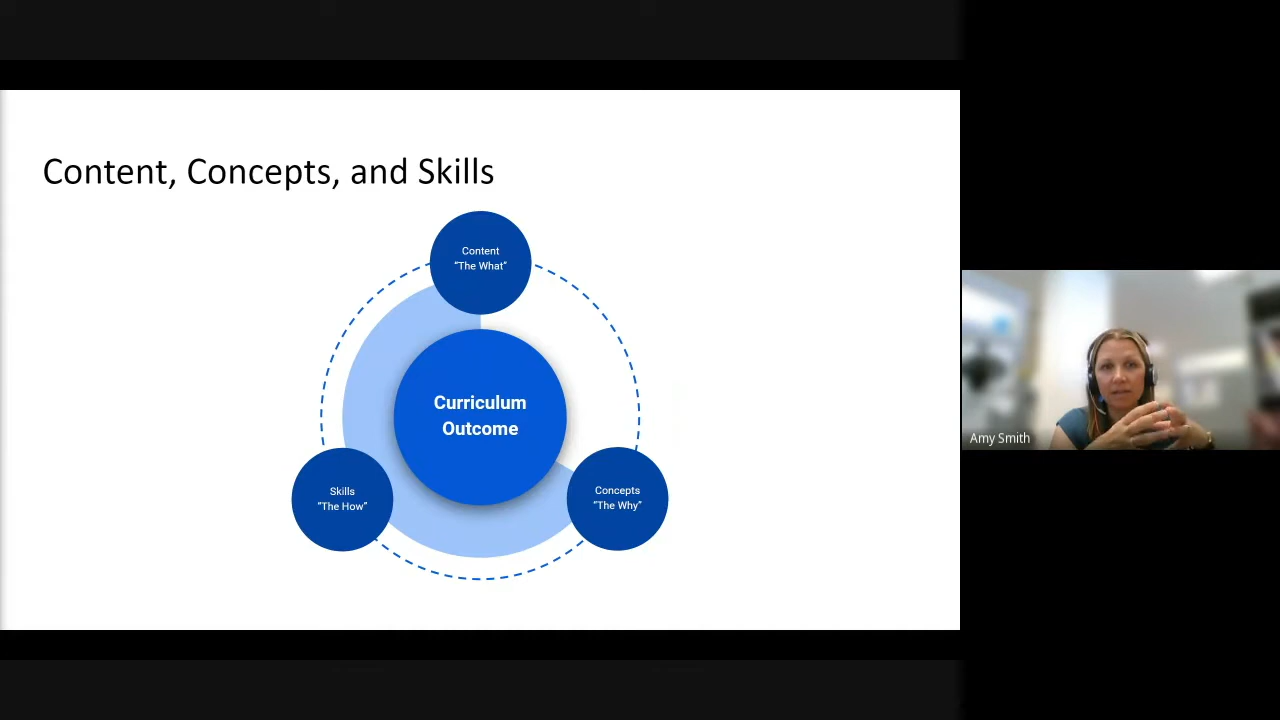 Content, Concepts, and Skills
Content
“The What”
Curriculum
Outcome
Skills
“The How”
Concepts
“The Why”
Amy Smith